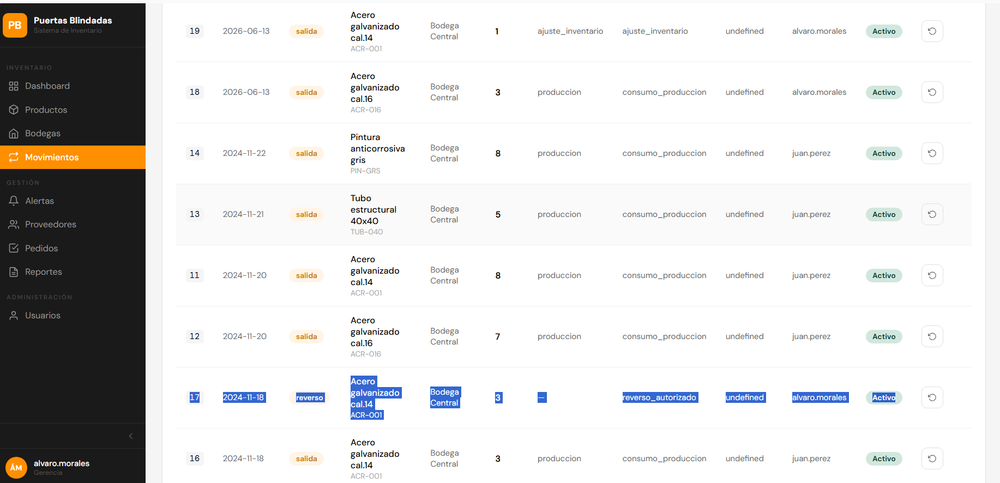 PB
Puertas Blindadas
Sistema de Inventario
INVENTARIO
Dashboard
Productos
Bodegas
Movimientos
GESTIÓN
Alertas
Proveedores
Pedidos
Reportes
ADMINISTRACIÓN
Usuarios
ÁM
alvaro.morales
Gerencia
19 2026-06-13 salida Acero galvanizado cal.14 ACR-001 Bodega Central 1 ajuste_inventario ajuste_inventario undefined alvaro.morales Activo
18 2026-06-13 salida Acero galvanizado cal.16 ACR-016 Bodega Central 3 produccion consumo_produccion undefined alvaro.morales Activo
14 2024-11-22 salida Pintura anticorrosiva gris PIN-GRS Bodega Central 8 produccion consumo_produccion undefined juan.perez Activo
13 2024-11-21 salida Tubo estructural 40x40 TUB-040 Bodega Central 5 produccion consumo_produccion undefined juan.perez Activo
11 2024-11-20 salida Acero galvanizado cal.14 ACR-001 Bodega Central 8 produccion consumo_produccion undefined juan.perez Activo
12 2024-11-20 salida Acero galvanizado cal.16 ACR-016 Bodega Central 7 produccion consumo_produccion undefined juan.perez Activo
17 2024-11-18 reverso Acero galvanizado cal.14 ACR-001 Bodega Central 3 — reverso_autorizado undefined alvaro.morales Activo
16 2024-11-18 salida Acero galvanizado cal.14 ACR-001 Bodega Central 3 produccion consumo_produccion undefined juan.perez Activo